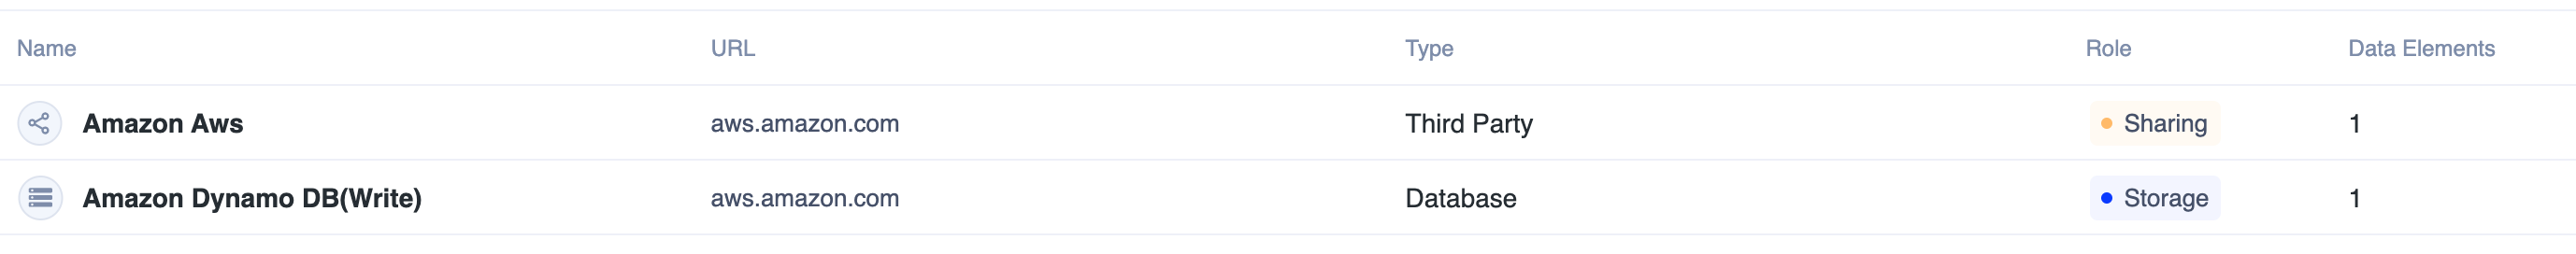 Name URL Type Role Data Elements
Amazon Aws aws.amazon.com Third Party Sharing 1
Amazon Dynamo DB(Write) aws.amazon.com Database Storage 1